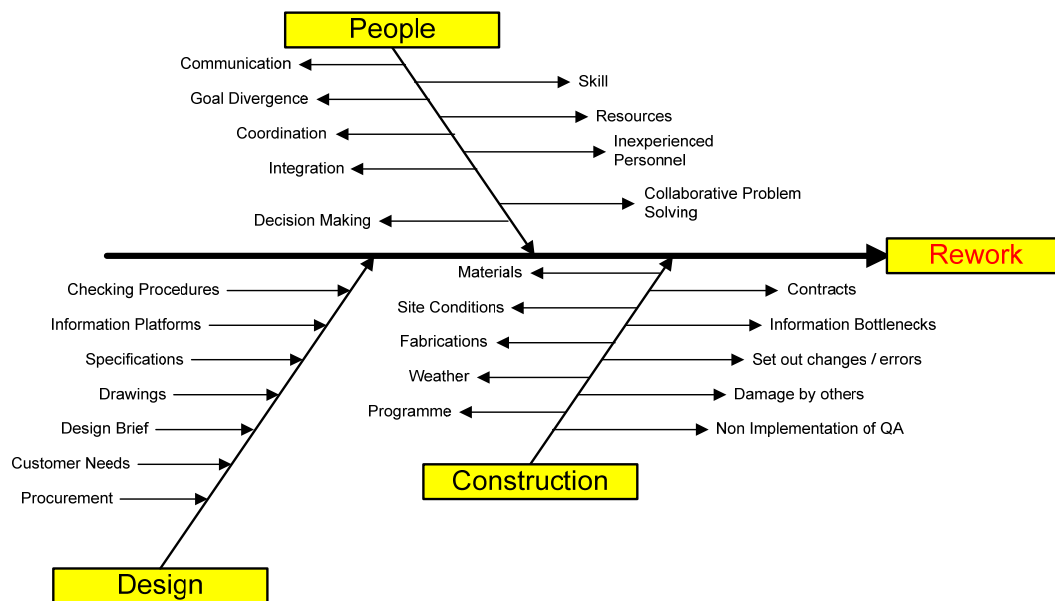 People
Communication
Skill
Goal Divergence
Resources
Coordination
Inexperienced
Personnel
Integration
Collaborative Problem
Solving
Decision Making
Rework
Materials
Checking Procedures
Contracts
Site Conditions
Information Platforms
Information Bottlenecks
Fabrications
Specifications
Set out changes / errors
Weather
Drawings
Damage by others
Programme
Design Brief
Non Implementation of QA
Customer Needs
Construction
Procurement
Design